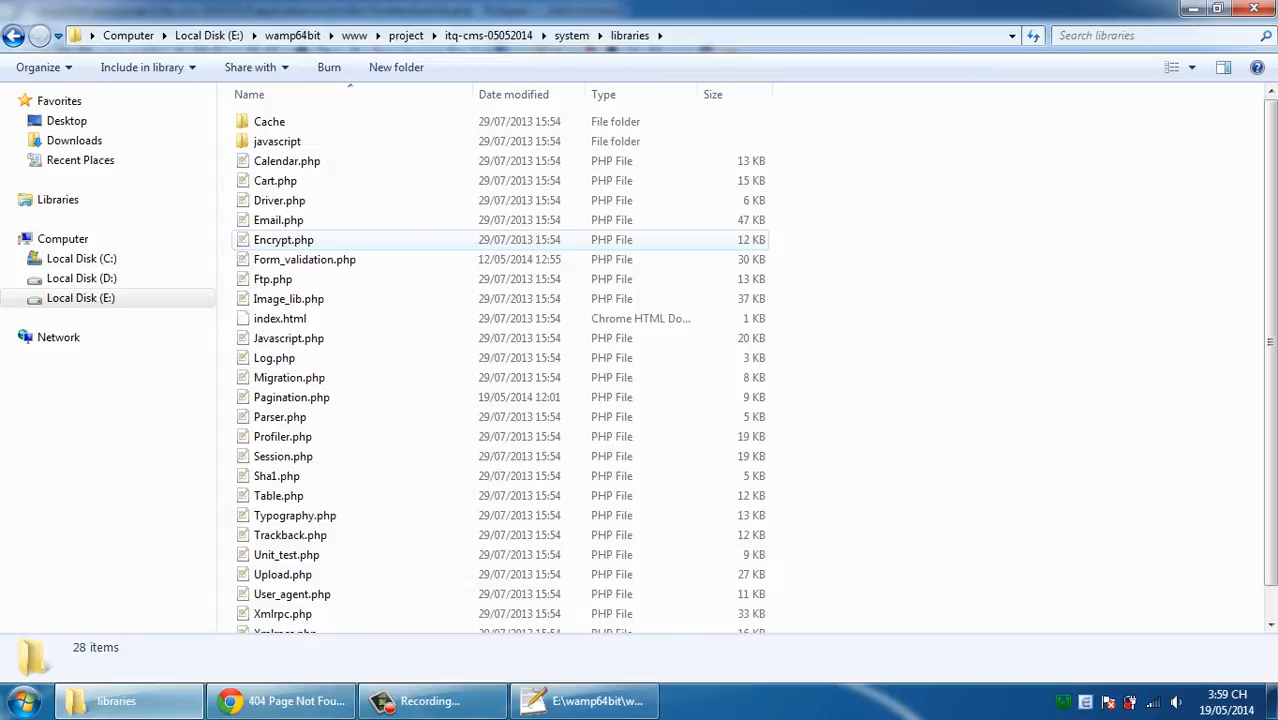 Computer ▸ Local Disk (E:) ▸ wamp64bit ▸ www ▸ project ▸ itq-cms-05052014 ▸ system ▸ libraries ▸
Search libraries
Organize Include in library Share with Burn New folder
Name Date modified Type Size
Favorites
Desktop
Downloads
Recent Places
Libraries
Computer
Local Disk (C:)
Local Disk (D:)
Local Disk (E:)
Network
Cache 29/07/2013 15:54 File folder
javascript 29/07/2013 15:54 File folder
Calendar.php 29/07/2013 15:54 PHP File 13 KB
Cart.php 29/07/2013 15:54 PHP File 15 KB
Driver.php 29/07/2013 15:54 PHP File 6 KB
Email.php 29/07/2013 15:54 PHP File 47 KB
Encrypt.php 29/07/2013 15:54 PHP File 12 KB
Form_validation.php 12/05/2014 12:55 PHP File 30 KB
Ftp.php 29/07/2013 15:54 PHP File 13 KB
Image_lib.php 29/07/2013 15:54 PHP File 37 KB
index.html 29/07/2013 15:54 Chrome HTML Do... 1 KB
Javascript.php 29/07/2013 15:54 PHP File 20 KB
Log.php 29/07/2013 15:54 PHP File 3 KB
Migration.php 29/07/2013 15:54 PHP File 8 KB
Pagination.php 19/05/2014 12:01 PHP File 9 KB
Parser.php 29/07/2013 15:54 PHP File 5 KB
Profiler.php 29/07/2013 15:54 PHP File 19 KB
Session.php 29/07/2013 15:54 PHP File 19 KB
Sha1.php 29/07/2013 15:54 PHP File 5 KB
Table.php 29/07/2013 15:54 PHP File 12 KB
Typography.php 29/07/2013 15:54 PHP File 13 KB
Trackback.php 29/07/2013 15:54 PHP File 12 KB
Unit_test.php 29/07/2013 15:54 PHP File 9 KB
Upload.php 29/07/2013 15:54 PHP File 27 KB
User_agent.php 29/07/2013 15:54 PHP File 11 KB
Xmlrpc.php 29/07/2013 15:54 PHP File 33 KB
28 items
libraries
404 Page Not Fou...
Recording...
E:\wamp64bit\w...
3:59 CH
19/05/2014